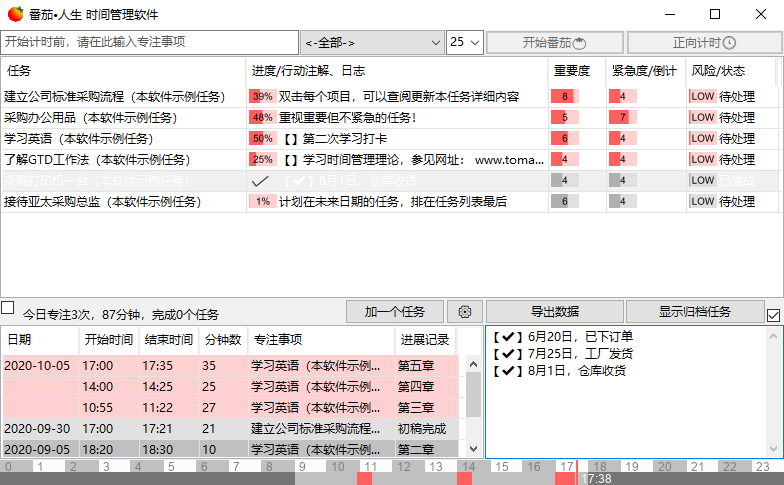 番茄•人生 时间管理软件
开始计时前，请在此输入专注事项 <-全部-> 25 开始番茄 正向计时
任务 进度/行动注解、日志 重要度 紧急度/倒计 风险/状态
建立公司标准采购流程（本软件示例任务） 39% 双击每个项目，可以查阅更新本任务详细内容 8 4 LOW 待处理
采购办公用品（本软件示例任务） 48% 重视重要但不紧急的任务！ 5 7 LOW 待处理
学习英语（本软件示例任务） 50% 【 】第二次学习打卡 6 4 LOW 待处理
了解GTD工作法（本软件示例任务） 25% 【 】学习时间管理理论，参见网址： www.toma... 4 4 LOW 待处理
采购打印机一台（本软件示例任务） ✓ 【✔】8月1日，仓库收货 4 4 LOW 已完成
接待亚太采购总监（本软件示例任务） 1% 计划在未来日期的任务，排在任务列表最后 6 4 LOW 待处理
今日专注3次，87分钟，完成0个任务 加一个任务 导出数据 显示归档任务
日期 开始时间 结束时间 分钟数 专注事项 进展记录
2020-10-05 17:00 17:35 35 学习英语（本软件示例... 第五章
14:00 14:25 25 学习英语（本软件示例... 第四章
10:55 11:22 27 学习英语（本软件示例... 第三章
2020-09-30 17:00 17:21 21 建立公司标准采购流程... 初稿完成
2020-09-05 18:20 18:30 10 学习英语（本软件示例... 第二章
【✔】6月20日，已下订单
【✔】7月25日，工厂发货
【✔】8月1日，仓库收货
0 1 2 3 4 5 6 7 8 9 10 11 12 13 14 15 16 17 18 19 20 21 22 23
17:38